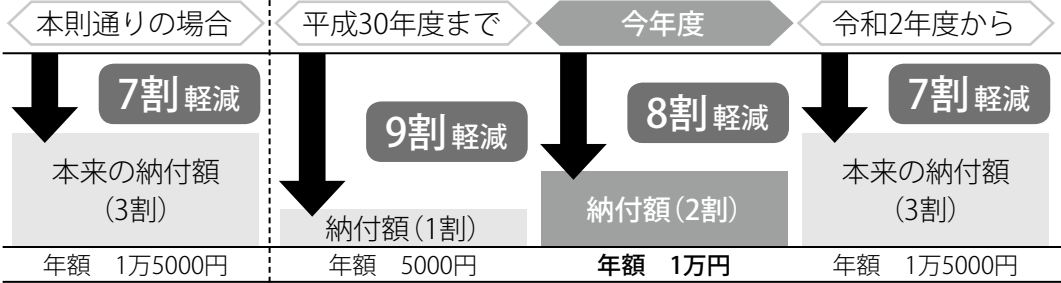 本則通りの場合
平成30年度まで
今年度
令和2年度から
7割 軽減
9割 軽減
8割 軽減
7割 軽減
本来の納付額
(3割)
納付額(1割)
納付額(2割)
本来の納付額
(3割)
年額 1万5000円
年額 5000円
年額 1万円
年額 1万5000円